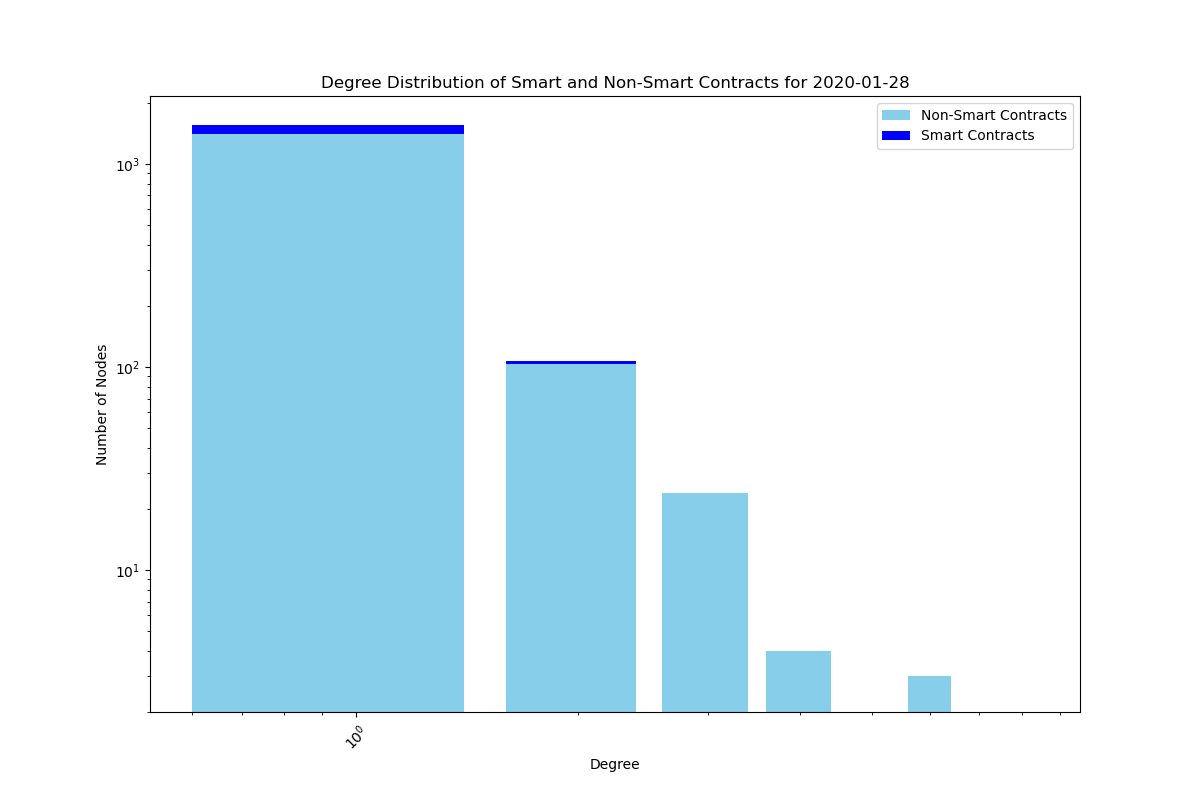 Degree Distribution of Smart and Non-Smart Contracts for 2020-01-28
Non-Smart Contracts
Smart Contracts
10³
10²
10¹
Number of Nodes
10⁰
Degree